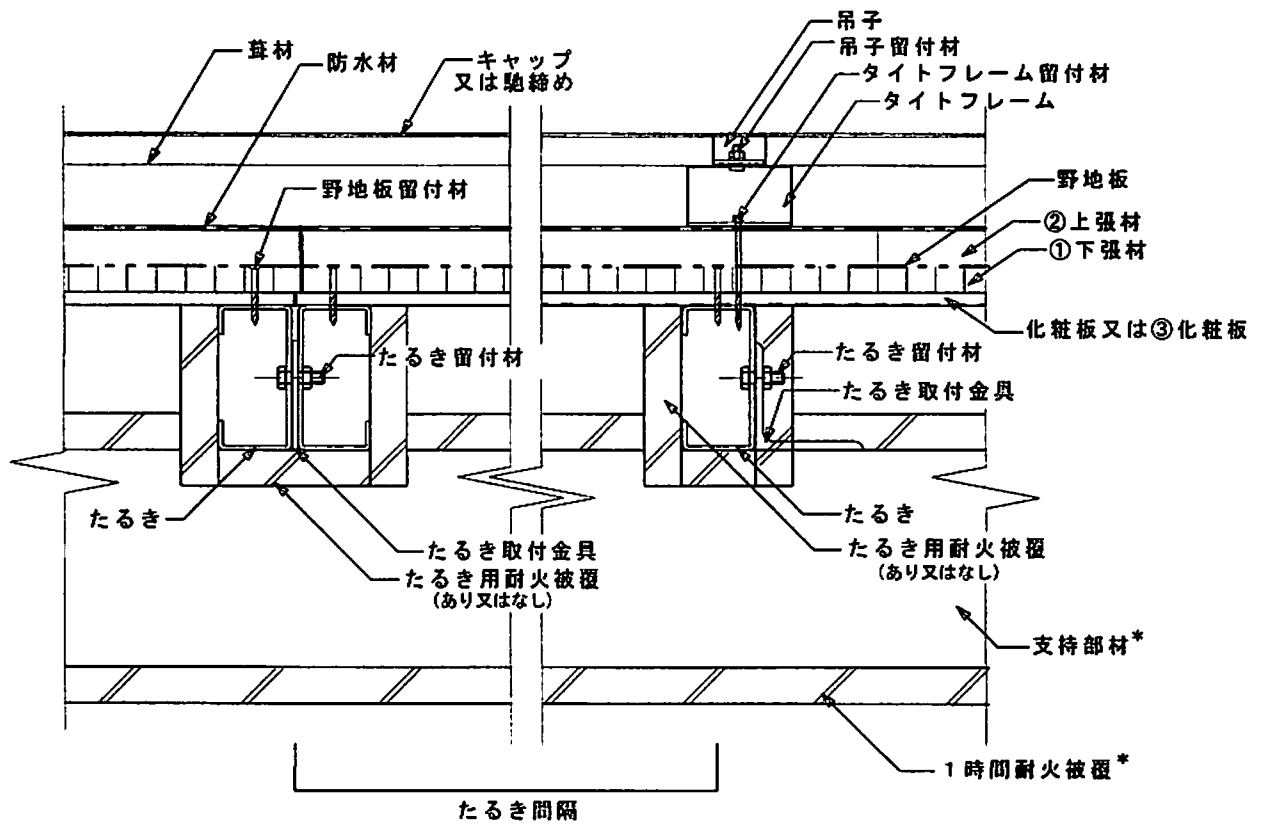 吊子
吊子留付材
タイトフレーム留付材
タイトフレーム
葺材
防水材
キャップ
又は馳締め
野地板留付材
野地板
②上張材
①下張材
化粧板又は③化粧板
たるき留付材
たるき留付材
たるき取付金具
たるき
たるき
たるき取付金具
たるき用耐火被覆
(あり又はなし)
たるき用耐火被覆
(あり又はなし)
支持部材*
1時間耐火被覆*
たるき間隔